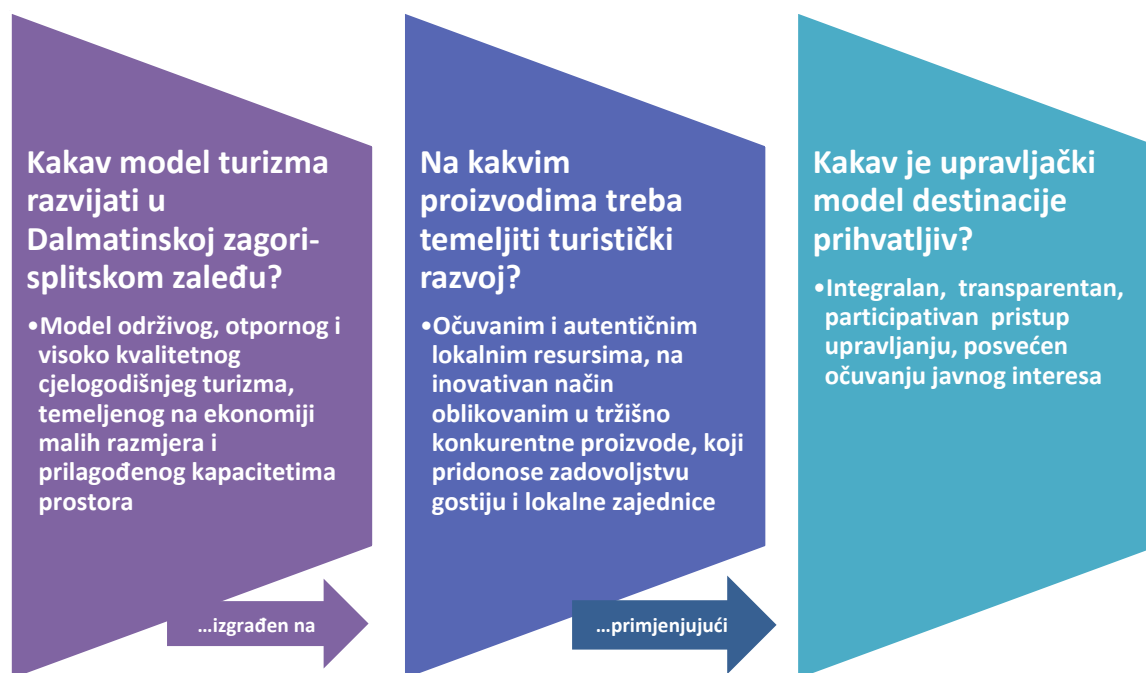 Kakav model turizma
razvijati u
Dalmatinskoj zagori-
splitskom zaleđu?
•Model održivog, otpornog i
visoko kvalitetnog
cjelogodišnjeg turizma,
temeljenog na ekonomiji
malih razmjera i
prilagođenog kapacitetima
prostora
...izgrađen na
Na kakvim
proizvodima treba
temeljiti turistički
razvoj?
•Očuvanim i autentičnim
lokalnim resursima, na
inovativan način
oblikovanim u tržišno
konkurentne proizvode, koji
pridonose zadovoljstvu
gostiju i lokalne zajednice
...primjenjujući
Kakav je upravljački
model destinacije
prihvatljiv?
•Integralan, transparentan,
participativan pristup
upravljanju, posvećen
očuvanju javnog interesa